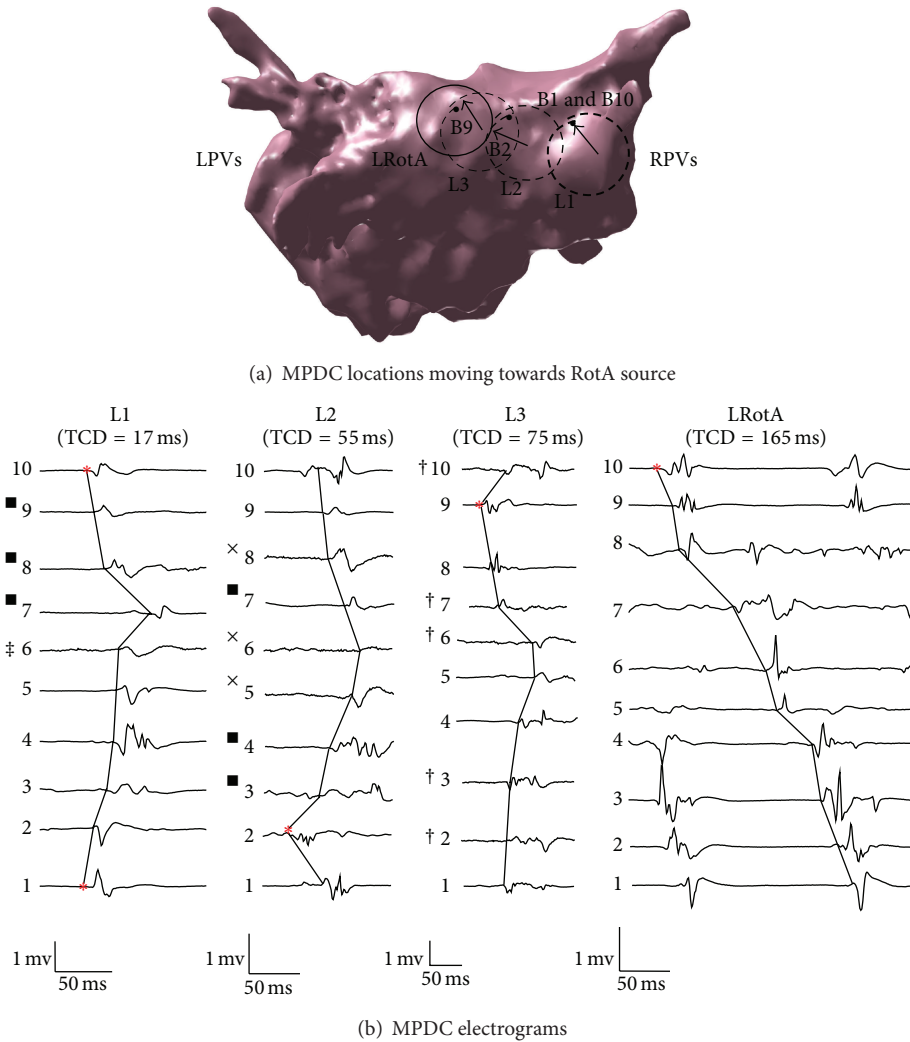 B1 and B10
B9
B2
LPVs
LRotA
RPVs
L3
L2
L1
(a) MPDC locations moving towards RotA source
L1
(TCD = 17 ms)
10
■ 9
■ 8
■ 7
‡ 6
5
4
3
2
1
1 mv
50 ms
L2
(TCD = 55 ms)
10
9
× 8
■ 7
× 6
× 5
■ 4
■ 3
2
1
1 mv
50 ms
L3
(TCD = 75 ms)
† 10
9
8
† 7
† 6
5
4
† 3
† 2
1
1 mv
50 ms
LRotA
(TCD = 165 ms)
10
9
8
7
6
5
4
3
2
1
1 mv
50 ms
(b) MPDC electrograms